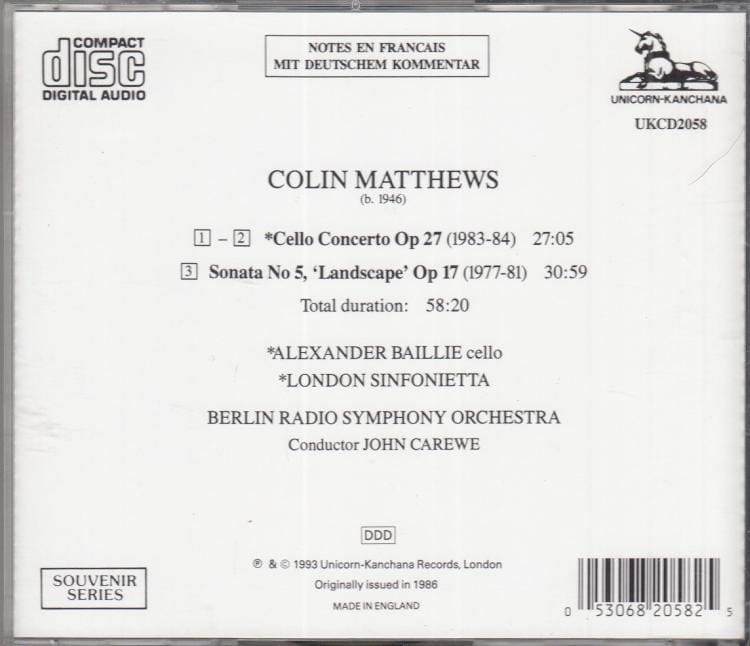 COMPACT
disc
DIGITAL AUDIO
NOTES EN FRANCAIS
MIT DEUTSCHEM KOMMENTAR
UNICORN-KANCHANA
UKCD2058
COLIN MATTHEWS
(b. 1946)
1 – 2 *Cello Concerto Op 27 (1983-84) 27:05
3 Sonata No 5, ‘Landscape’ Op 17 (1977-81) 30:59
Total duration: 58:20
*ALEXANDER BAILLIE cello
*LONDON SINFONIETTA
BERLIN RADIO SYMPHONY ORCHESTRA
Conductor JOHN CAREWE
DDD
℗ & © 1993 Unicorn-Kanchana Records, London
Originally issued in 1986
MADE IN ENGLAND
SOUVENIR
SERIES
0 53068 20582 5